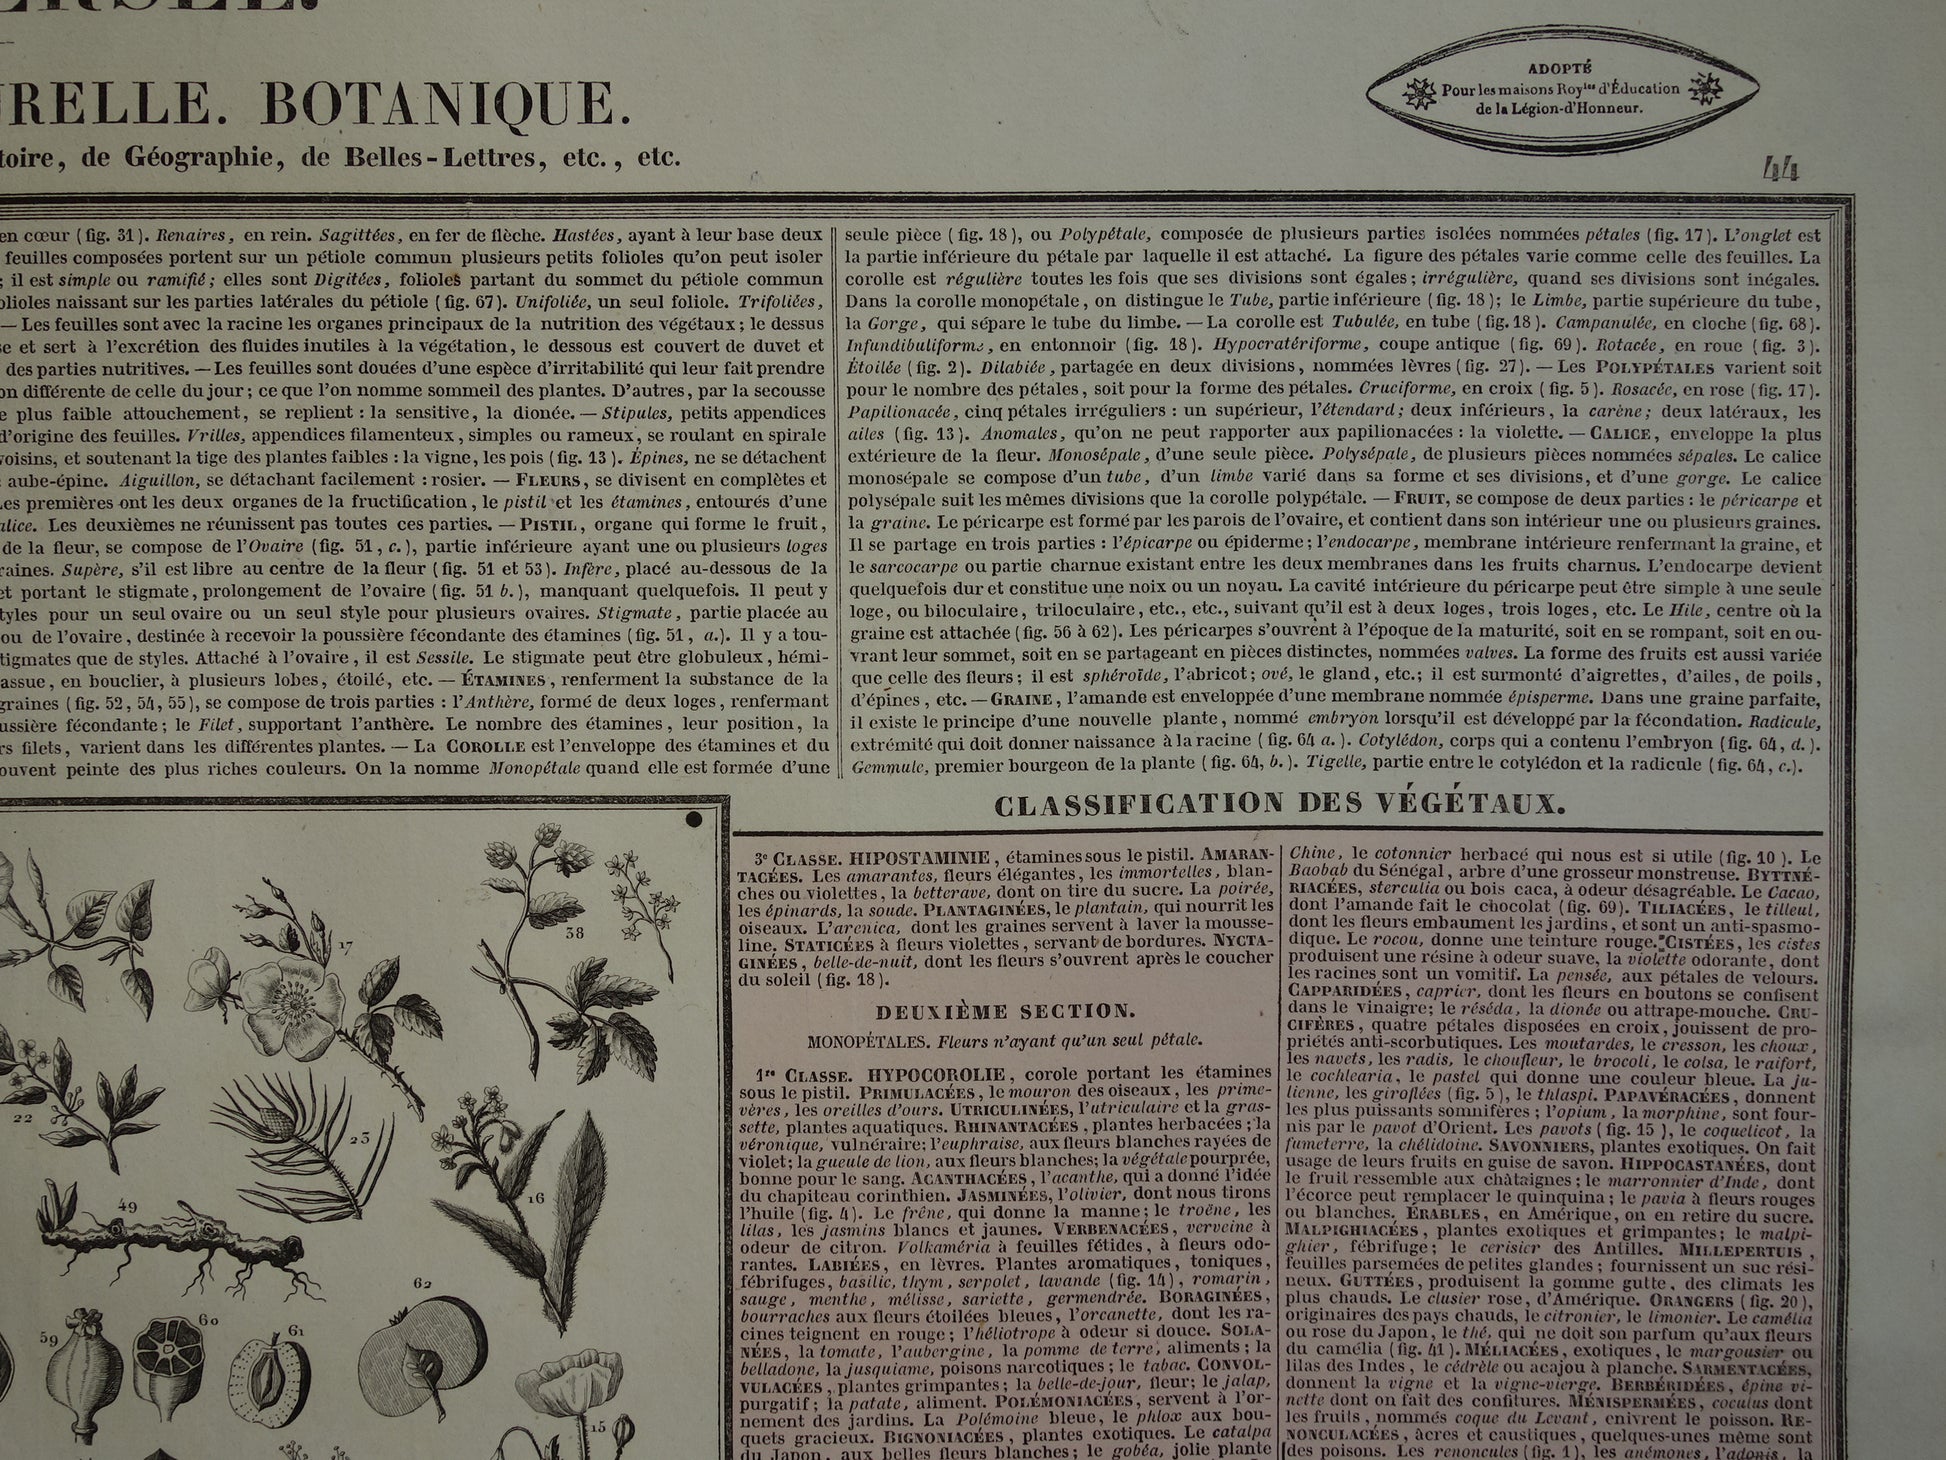 ERSEL.
URELLE. BOTANIQUE.
toire, de Géographie, de Belles-Lettres, etc., etc.
ADOPTÉ
Pour les maisons Roy^les d'Éducation
de la Légion-d'Honneur.
44
en cœur (fig. 31). Renaires, en rein. Sagittées, en fer de flèche. Hastées, ayant à leur base deux
feuilles composées portent sur un pétiole commun plusieurs petits folioles qu'on peut isoler
; il est simple ou ramifié; elles sont Digitées, folioles partant du sommet du pétiole commun
olioles naissant sur les parties latérales du pétiole (fig. 67). Unifoliée, un seul foliole. Trifoliées,
— Les feuilles sont avec la racine les organes principaux de la nutrition des végétaux; le dessus
se et sert à l'excrétion des fluides inutiles à la végétation, le dessous est couvert de duvet et
des parties nutritives. — Les feuilles sont douées d'une espèce d'irritabilité qui leur fait prendre
on différente de celle du jour; ce que l'on nomme sommeil des plantes. D'autres, par la secousse
e plus faible attouchement, se replient : la sensitive, la dionée. — Stipules, petits appendices
d'origine des feuilles. Vrilles, appendices filamenteux, simples ou rameux, se roulant en spirale
voisins, et soutenant la tige des plantes faibles : la vigne, les pois (fig. 13). Épines, ne se détachent
: aube-épine. Aiguillon, se détachant facilement : rosier. — FLEURS, se divisent en complètes et
Les premières ont les deux organes de la fructification, le pistil et les étamines, entourés d'une
alice. Les deuxièmes ne réunissent pas toutes ces parties. — PISTIL, organe qui forme le fruit,
de la fleur, se compose de l'Ovaire (fig. 51, c.), partie inférieure ayant une ou plusieurs loges
raines. Supère, s'il est libre au centre de la fleur (fig. 51 et 53). Infère, placé au-dessous de la
et portant le stigmate, prolongement de l'ovaire (fig. 51 b.), manquant quelquefois. Il peut y
tyles pour un seul ovaire ou un seul style pour plusieurs ovaires. Stigmate, partie placée au
ou de l'ovaire, destinée à recevoir la poussière fécondante des étamines (fig. 51, a.). Il y a tou-
tigmates que de styles. Attaché à l'ovaire, il est Sessile. Le stigmate peut être globuleux, hémi-
assue, en bouclier, à plusieurs lobes, étoilé, etc. — ÉTAMINES, renferment la substance de la
graines (fig. 52, 54, 55), se compose de trois parties : l'Anthère, formé de deux loges, renfermant
ussière fécondante; le Filet, supportant l'anthère. Le nombre des étamines, leur position, la
rs filets, varient dans les différentes plantes. — La COROLLE est l'enveloppe des étamines et du
ouvent peinte des plus riches couleurs. On la nomme Monopétale quand elle est formée d'une
seule pièce (fig. 18), ou Polypétale, composée de plusieurs parties isolées nommées pétales (fig. 17). L'onglet est
la partie inférieure du pétale par laquelle il est attaché. La figure des pétales varie comme celle des feuilles. La
corolle est régulière toutes les fois que ses divisions sont égales; irrégulière, quand ses divisions sont inégales.
Dans la corolle monopétale, on distingue le Tube, partie inférieure (fig. 18); le Limbe, partie supérieure du tube,
la Gorge, qui sépare le tube du limbe. — La corolle est Tubulée, en tube (fig. 18). Campanulée, en cloche (fig. 68).
Infundibuliforme, en entonnoir (fig. 18). Hypocratériforme, coupe antique (fig. 69). Rotacée, en roue (fig. 3).
Étoilée (fig. 2). Dilabiée, partagée en deux divisions, nommées lèvres (fig. 27). — Les POLYPÉTALES varient soit
pour le nombre des pétales, soit pour la forme des pétales. Cruciforme, en croix (fig. 5). Rosacée, en rose (fig. 17).
Papilionacée, cinq pétales irréguliers : un supérieur, l'étendard; deux inférieurs, la carène; deux latéraux, les
ailes (fig. 13). Anomales, qu'on ne peut rapporter aux papilionacées : la violette. — CALICE, enveloppe la plus
extérieure de la fleur. Monosépale, d'une seule pièce. Polysépale, de plusieurs pièces nommées sépales. Le calice
monosépale se compose d'un tube, d'un limbe varié dans sa forme et ses divisions, et d'une gorge. Le calice
polysépale suit les mêmes divisions que la corolle polypétale. — FRUIT, se compose de deux parties : le péricarpe et
la graine. Le péricarpe est formé par les parois de l'ovaire, et contient dans son intérieur une ou plusieurs graines.
Il se partage en trois parties : l'épicarpe ou épiderme; l'endocarpe, membrane intérieure renfermant la graine, et
le sarcocarpe ou partie charnue existant entre les deux membranes dans les fruits charnus. L'endocarpe devient
quelquefois dur et constitue une noix ou un noyau. La cavité intérieure du péricarpe peut être simple à une seule
loge, ou biloculaire, triloculaire, etc., etc., suivant qu'il est à deux loges, trois loges, etc. Le Hile, centre où la
graine est attachée (fig. 56 à 62). Les péricarpes s'ouvrent à l'époque de la maturité, soit en se rompant, soit en ou-
vrant leur sommet, soit en se partageant en pièces distinctes, nommées valves. La forme des fruits est aussi variée
que celle des fleurs; il est sphéroïde, l'abricot; ové, le gland, etc.; il est surmonté d'aigrettes, d'ailes, de poils,
d'épines, etc. — GRAINE, l'amande est enveloppée d'une membrane nommée épisperme. Dans une graine parfaite,
il existe le principe d'une nouvelle plante, nommé embryon lorsqu'il est développé par la fécondation. Radicule,
extrémité qui doit donner naissance à la racine (fig. 64 a.). Cotylédon, corps qui a contenu l'embryon (fig. 64, d.).
Gemmule, premier bourgeon de la plante (fig. 64, b.). Tigelle, partie entre le cotylédon et la radicule (fig. 64, c.).
CLASSIFICATION DES VÉGÉTAUX.
3e CLASSE. HIPOSTAMINIE, étamines sous le pistil. AMARAN-
TACÉES. Les amarantes, fleurs élégantes, les immortelles, blan-
ches ou violettes, la betterave, dont on tire du sucre. La poirée,
les épinards, la soude. PLANTAGINÉES, le plantain, qui nourrit les
oiseaux. L'arenica, dont les graines servent à laver la mousse-
line. STATICÉES à fleurs violettes, servant de bordures. NYCTA-
GINÉES, belle-de-nuit, dont les fleurs s'ouvrent après le coucher
du soleil (fig. 18).
DEUXIÈME SECTION.
MONOPÉTALES. Fleurs n'ayant qu'un seul pétale.
1re CLASSE. HYPOCOROLIE, corole portant les étamines
sous le pistil. PRIMULACÉES, le mouron des oiseaux, les prime-
vères, les oreilles d'ours. UTRICULINÉES, l'utriculaire et la gras-
sette, plantes aquatiques. RHINANTACÉES, plantes herbacées; la
véronique, vulnéraire; l'euphraise, aux fleurs blanches rayées de
violet; la gueule de lion, aux fleurs blanches; la végétale pourprée,
bonne pour le sang. ACANTHACÉES, l'acanthe, qui a donné l'idée
du chapiteau corinthien. JASMINÉES, l'olivier, dont nous tirons
l'huile (fig. 4). Le frêne, qui donne la manne; le troëne, les
lilas, les jasmins blancs et jaunes. VERBENACÉES, verveine à
odeur de citron. Volkaméria à feuilles fétides, à fleurs odo-
rantes. LABIÉES, en lèvres. Plantes aromatiques, toniques,
fébrifuges, basilic, thym, serpolet, lavande (fig. 14), romarin,
sauge, menthe, mélisse, sariette, germendrée. BORAGINÉES,
bourraches aux fleurs étoilées bleues, l'orcanette, dont les ra-
cines teignent en rouge; l'héliotrope à odeur si douce. SOLA-
NÉES, la tomate, l'aubergine, la pomme de terre, aliments; la
belladone, la jusquiame, poisons narcotiques; le tabac. CONVOL-
VULACÉES, plantes grimpantes; la belle-de-jour, fleur; le jalap,
purgatif; la patate, aliment. POLÉMONIACÉES, servent à l'or-
nement des jardins. La Polémoine bleue, le phlox aux bou-
quets gracieux. BIGNONIACÉES, plantes exotiques. Le catalpa
du Japon, aux belles fleurs blanches; le gobéa, jolie plante
Chine, le cotonnier herbacé qui nous est si utile (fig. 10). Le
Baobab du Sénégal, arbre d'une grosseur monstreuse. BYTTNÉ-
RIACÉES, sterculia ou bois caca, à odeur désagréable. Le Cacao,
dont l'amande fait le chocolat (fig. 69). TILIACÉES, le tilleul,
dont les fleurs embaument les jardins, et sont un anti-spasmo-
dique. Le rocou, donne une teinture rouge. CISTÉES, les cistes
produisent une résine à odeur suave, la violette odorante, dont
les racines sont un vomitif. La pensée, aux pétales de velours.
CAPPARIDÉES, caprier, dont les fleurs en boutons se confisent
dans le vinaigre; le réséda, la dionée ou attrape-mouche. CRU-
CIFÈRES, quatre pétales disposées en croix, jouissent de pro-
priétés anti-scorbutiques. Les moutardes, le cresson, les choux,
les navets, les radis, le choufleur, le brocoli, le colsa, le raifort,
le cochlearia, le pastel qui donne une couleur bleue. La ju-
lienne, les giroflées (fig. 5), le thlaspi. PAPAVÉRACÉES, donnent
les plus puissants somnifères; l'opium, la morphine, sont four-
nis par le pavot d'Orient. Les pavots (fig. 15), le coquelicot, la
fumeterre, la chélidoine. SAVONNIERS, plantes exotiques. On fait
usage de leurs fruits en guise de savon. HIPPOCASTANÉES, dont
le fruit ressemble aux châtaignes; le marronnier d'Inde, dont
l'écorce peut remplacer le quinquina; le pavia à fleurs rouges
ou blanches. ÉRABLES, en Amérique, on en retire du sucre.
MALPIGHIACÉES, plantes exotiques et grimpantes; le malpi-
ghier, fébrifuge; le cerisier des Antilles. MILLEPERTUIS,
feuilles parsemées de petites glandes; fournissent un suc rési-
neux. GUTTÉES, produisent la gomme gutte, des climats les
plus chauds. Le clusier rose, d'Amérique. ORANGERS (fig. 20),
originaires des pays chauds, le citronier, le limonier. Le camélia
ou rose du Japon, le thé, qui ne doit son parfum qu'aux fleurs
du camélia (fig. 41). MÉLIACÉES, exotiques, le margousier ou
lilas des Indes, le cédrèle ou acajou à planche. SARMENTACÉES,
donnent la vigne et la vigne-vierge. BERBÉRIDÉES, épine vi-
nette dont on fait des confitures. MÉNISPERMÉES, coculus dont
les fruits, nommés coque du Levant, enivrent le poisson. RE-
NONCULACÉES, âcres et caustiques, quelques-unes même sont
des poisons. Les renoncules (fig. 1), les anémones, l'adonis, la
17
38
22
23
16
49
59
60
61
62
15